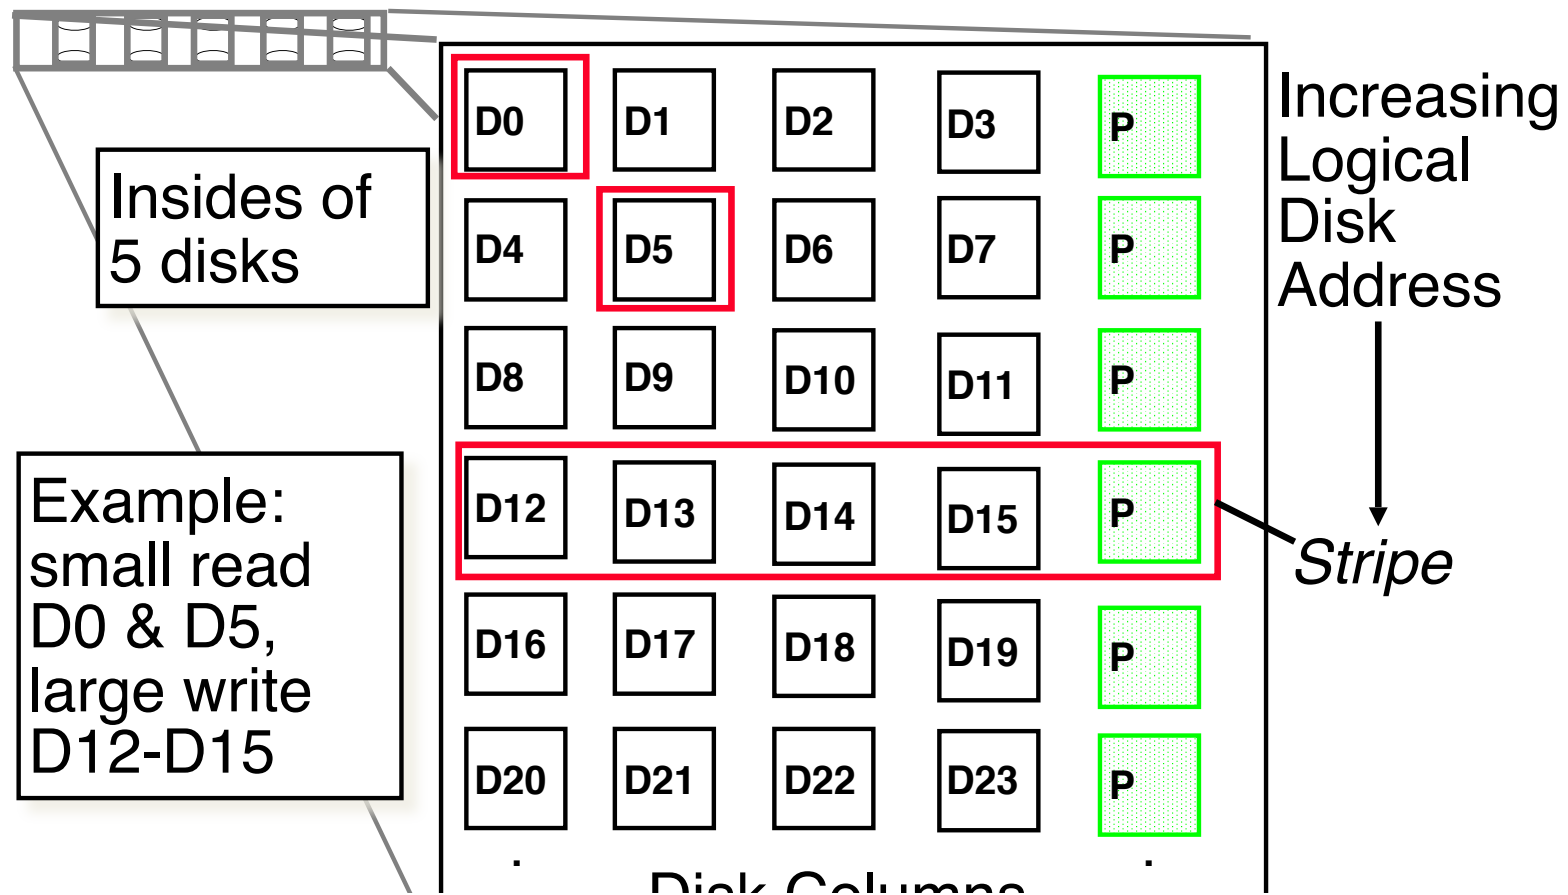 D0 D1 D2 D3 P
D4 D5 D6 D7 P
D8 D9 D10 D11 P
D12 D13 D14 D15 P
D16 D17 D18 D19 P
D20 D21 D22 D23 P
. .
Disk Columns
Insides of
5 disks
Example:
small read
D0 & D5,
large write
D12-D15
Increasing
Logical
Disk
Address
Stripe